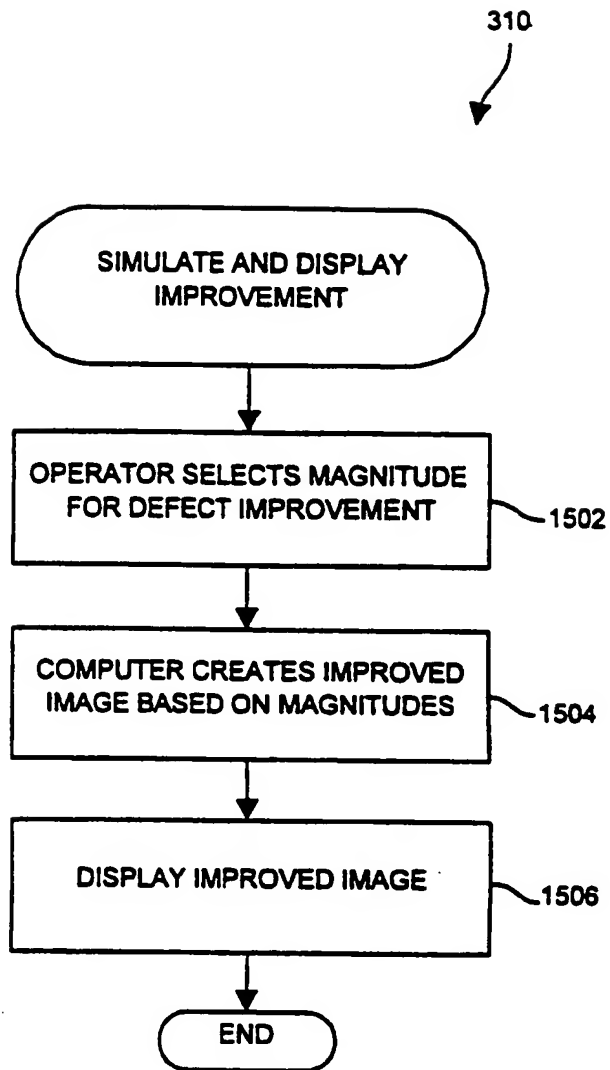 310
SIMULATE AND DISPLAY
IMPROVEMENT
OPERATOR SELECTS MAGNITUDE
FOR DEFECT IMPROVEMENT
1502
COMPUTER CREATES IMPROVED
IMAGE BASED ON MAGNITUDES
1504
DISPLAY IMPROVED IMAGE
1506
END